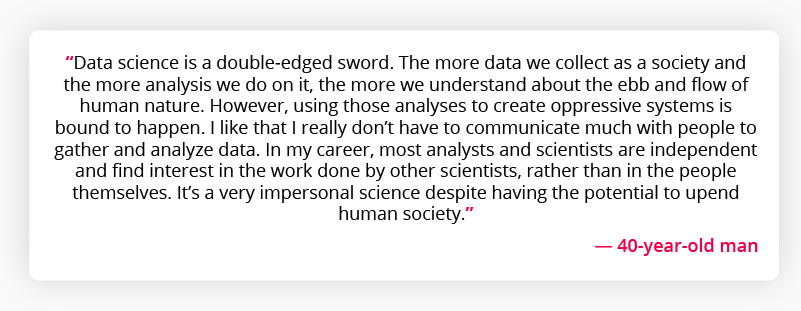 “Data science is a double-edged sword. The more data we collect as a society and
the more analysis we do on it, the more we understand about the ebb and flow of
human nature. However, using those analyses to create oppressive systems is
bound to happen. I like that I really don’t have to communicate much with people to
gather and analyze data. In my career, most analysts and scientists are independent
and find interest in the work done by other scientists, rather than in the people
themselves. It’s a very impersonal science despite having the potential to upend
human society.”
— 40-year-old man